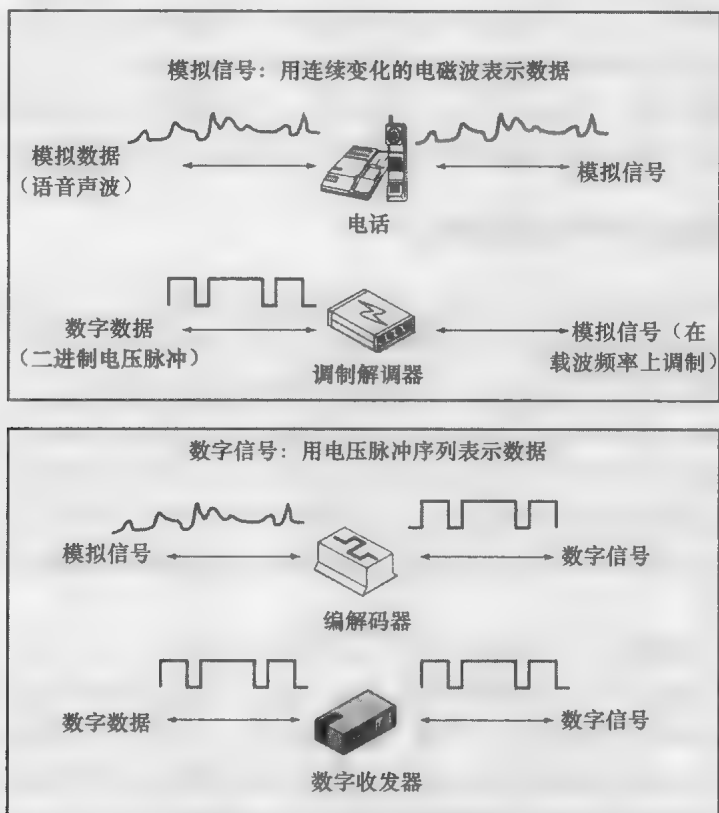 模拟信号：用连续变化的电磁波表示数据
模拟数据
（语音声波）
模拟信号
电话
数字数据
（二进制电压脉冲）
模拟信号（在
载波频率上调制）
调制解调器
数字信号：用电压脉冲序列表示数据
模拟信号
数字信号
编解码器
数字数据
数字信号
数字收发器